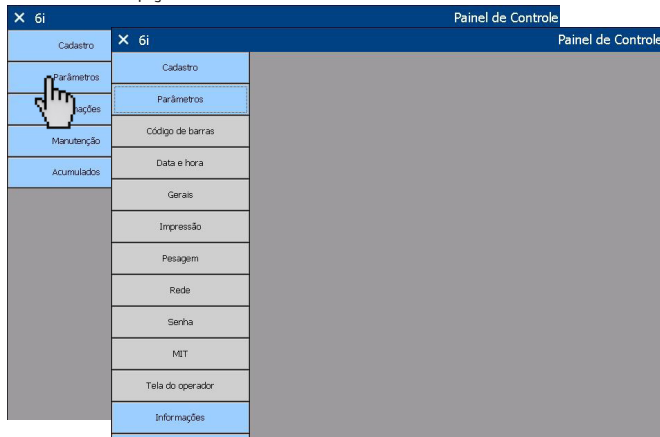 ✕ 6i Painel de Controle
Cadastro
Parâmetros
Manutenção
Acumulados
✕ 6i Painel de Controle
Cadastro
Parâmetros
Código de barras
Data e hora
Gerais
Impressão
Pesagem
Rede
Senha
MIT
Tela do operador
Informações